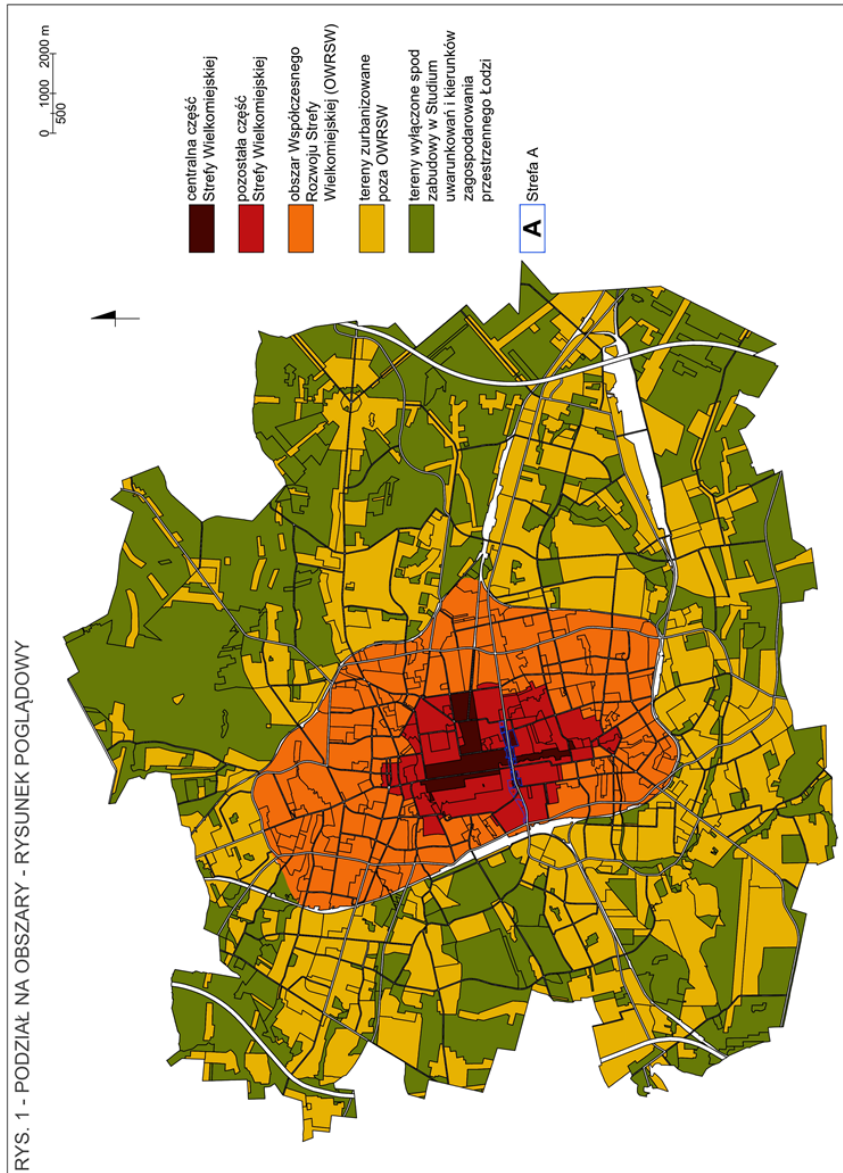 RYS. 1 - PODZIAŁ NA OBSZARY - RYSUNEK POGLĄDOWY
0 1000 2000 m
500
centralna część
Strefy Wielkomiejskiej
pozostała część
Strefy Wielkomiejskiej
obszar Współczesnego
Rozwoju Strefy
Wielkomiejskiej (OWRSW)
tereny zurbanizowane
poza OWRSW
tereny wyłączone spod
zabudowy w Studium
uwarunkowań i kierunków
zagospodarowania
przestrzennego Łodzi
A Strefa A